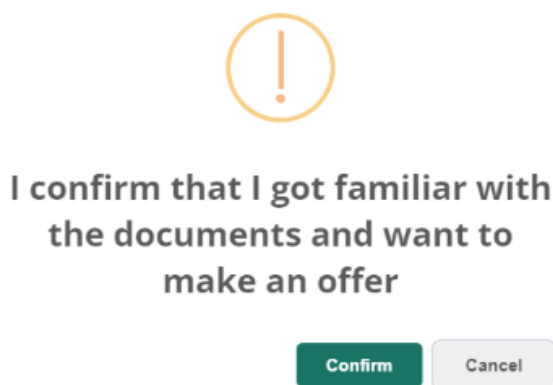 I confirm that I got familiar with
the documents and want to
make an offer
Confirm
Cancel